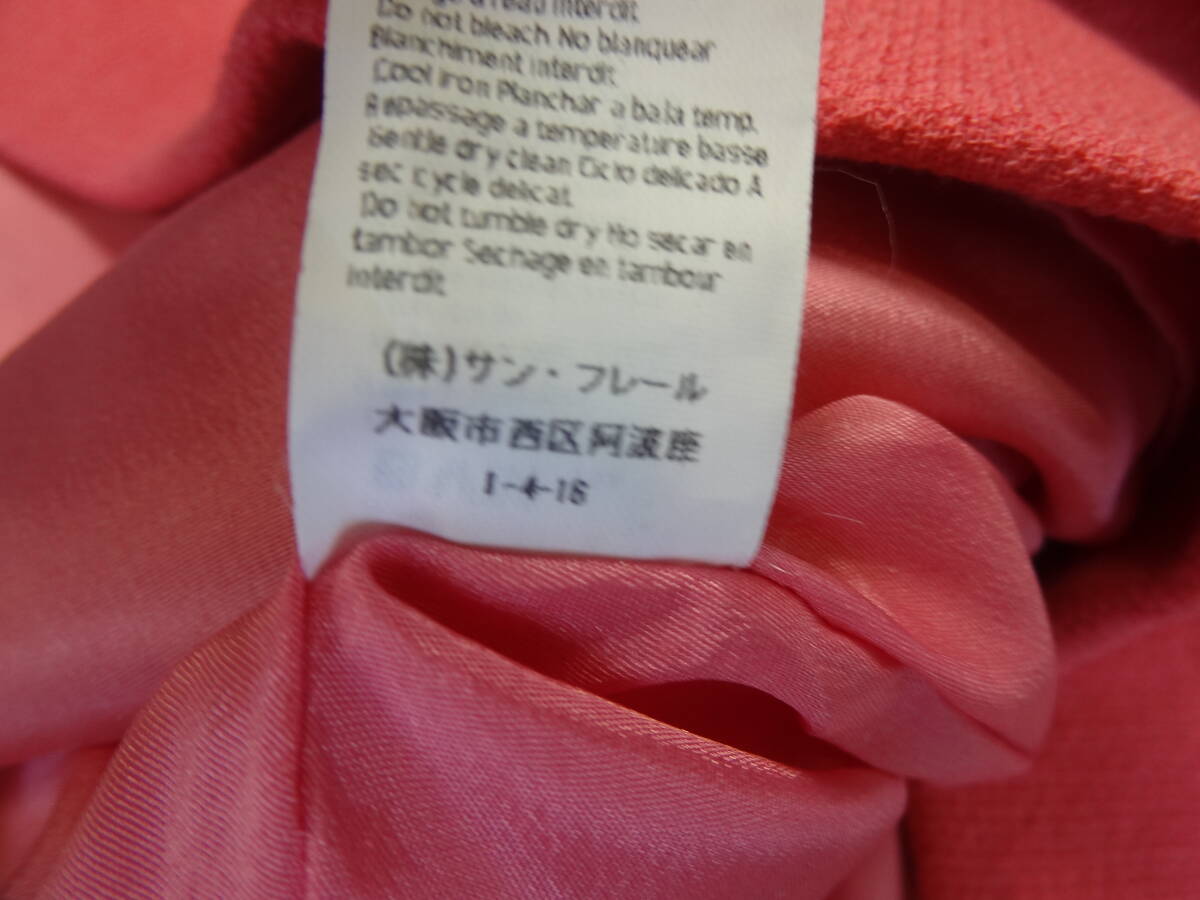 interdit
Do not bleach No blanquear
Blanchiment interdit
Cool iron Planchar a baja temp.
Repassage a temperature basse
Gentle dry clean Ciclo delicado A
sec cycle delicat
Do not tumble dry No secar en
tambor Sechage en tambour
interdit
(株)サン・フレール
大阪市西区阿波座
1-4-16